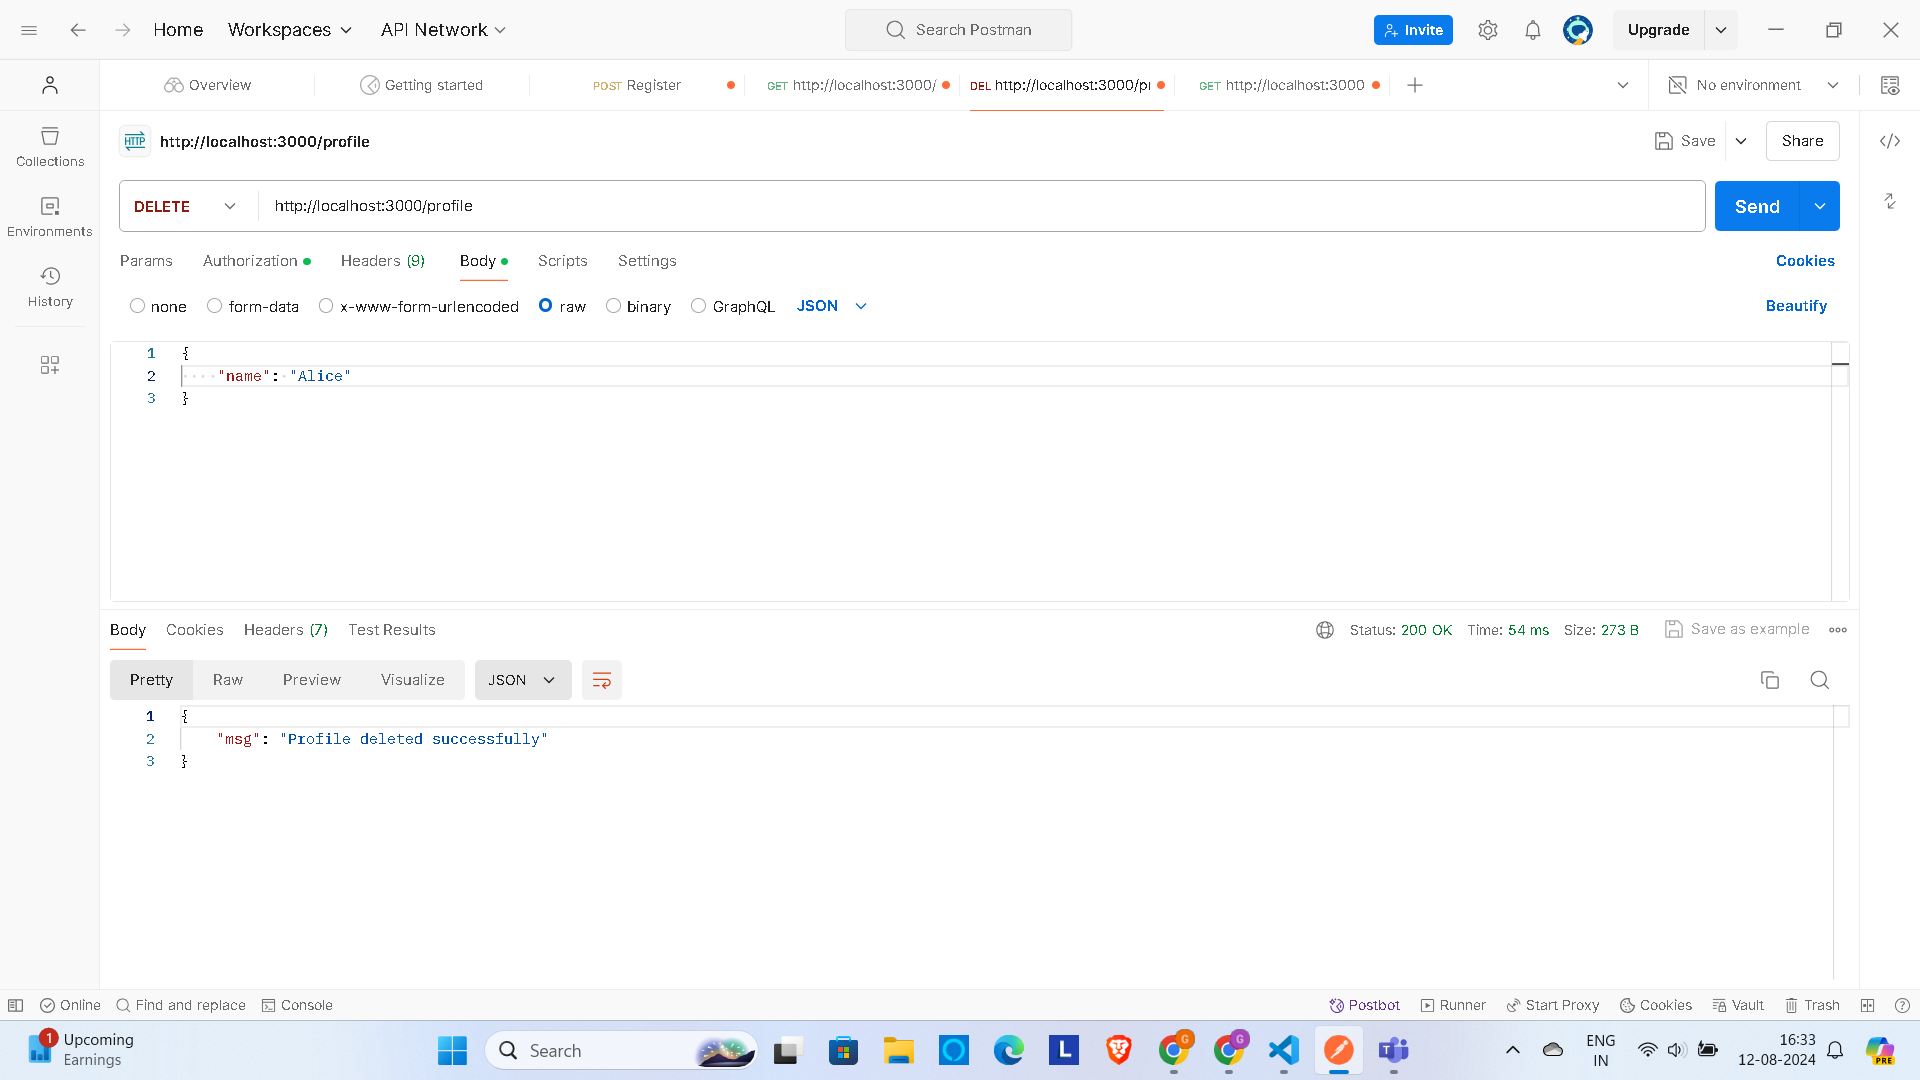 Home Workspaces API Network Search Postman Invite Upgrade
Overview Getting started POST Register GET http://localhost:3000/ DEL http://localhost:3000/pr GET http://localhost:3000 No environment
HTTP http://localhost:3000/profile Save Share
Collections
Environments
History
DELETE http://localhost:3000/profile Send
Params Authorization Headers (9) Body Scripts Settings Cookies
none form-data x-www-form-urlencoded raw binary GraphQL JSON Beautify
1 {
2 "name": "Alice"
3 }
Body Cookies Headers (7) Test Results Status: 200 OK Time: 54 ms Size: 273 B Save as example
Pretty Raw Preview Visualize JSON
1 {
2 "msg": "Profile deleted successfully"
3 }
Online Find and replace Console Postbot Runner Start Proxy Cookies Vault Trash
1 Upcoming
Earnings
Search
L
G
G
PRE
ENG
IN
16:33
12-08-2024